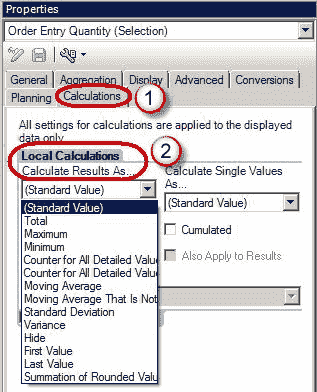 Properties
Order Entry Quantity (Selection)
General Aggregation Display Advanced Conversions
Planning Calculations
1
All settings for calculations are applied to the displayed
data only.
2
Local Calculations
Calculate Results As...
Calculate Single Values
As...
(Standard Value)
(Standard Value)
(Standard Value)
Total
Maximum
Minimum
Counter for All Detailed Value
Counter for All Detailed Value
Moving Average
Moving Average That Is Not
Standard Deviation
Variance
Hide
First Value
Last Value
Summation of Rounded Val
Cumulated
Also Apply to Results